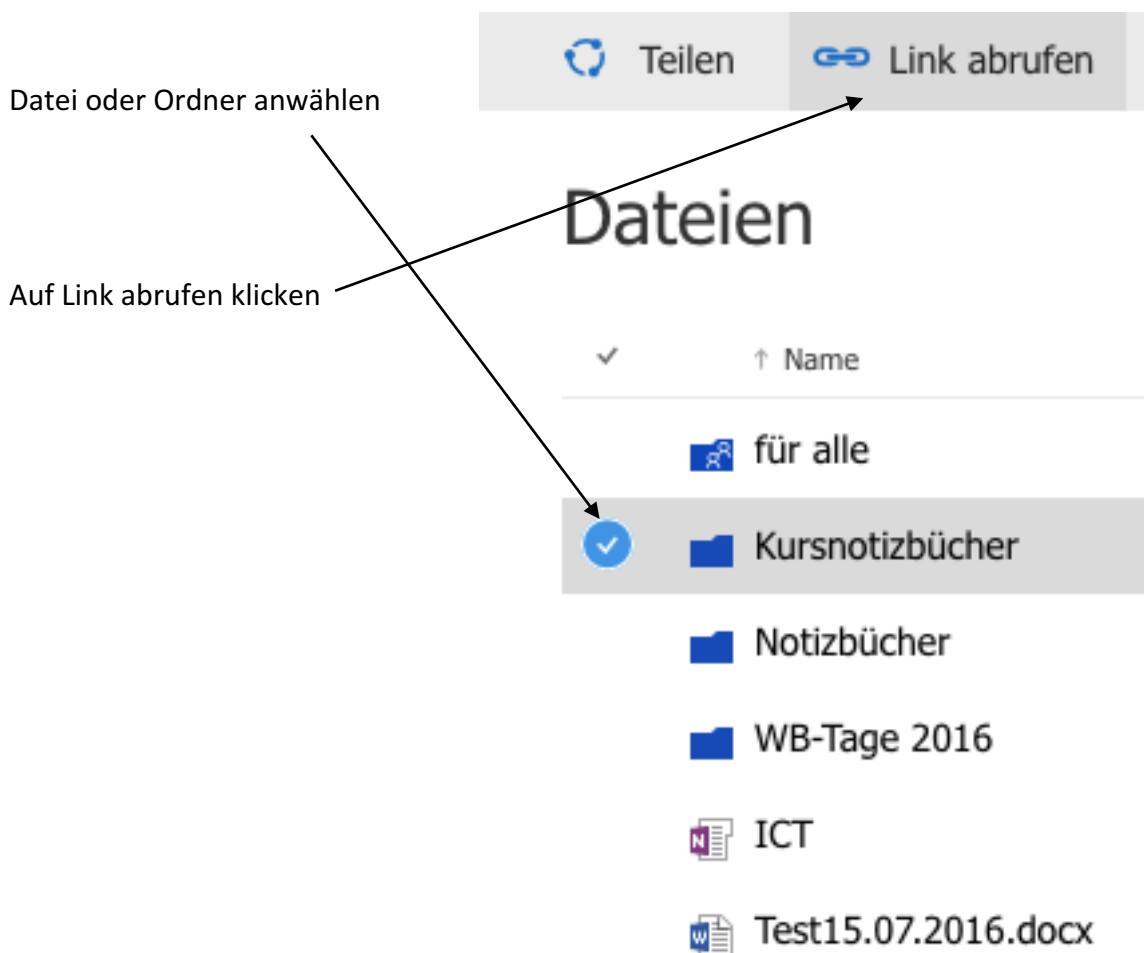 Teilen Link abrufen
Datei oder Ordner anwählen
Dateien
Auf Link abrufen klicken
↑ Name
für alle
Kursnotizbücher
Notizbücher
WB-Tage 2016
ICT
Test15.07.2016.docx